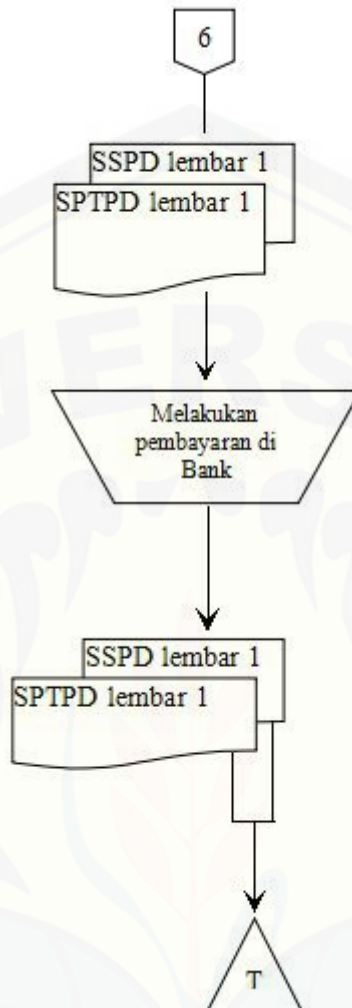 6
SSPD lembar 1
SPTPD lembar 1
Melakukan
pembayaran di
Bank
SSPD lembar 1
SPTPD lembar 1
T